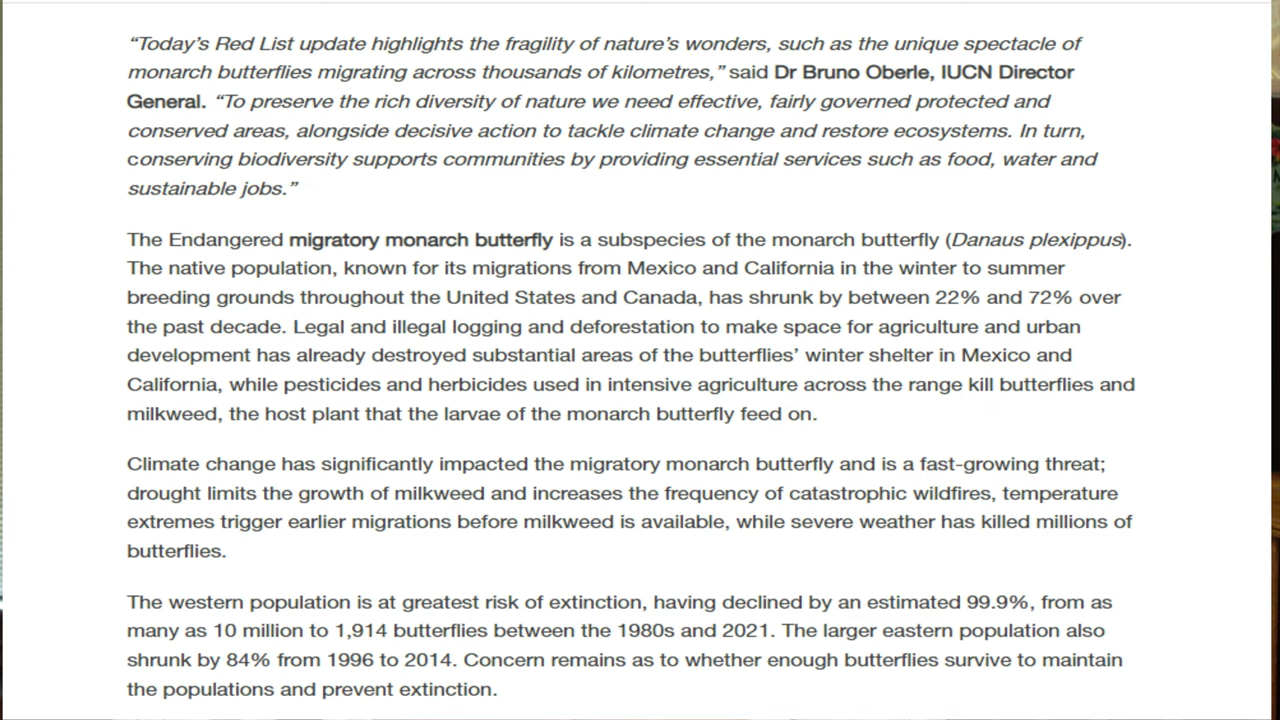 “Today’s Red List update highlights the fragility of nature’s wonders, such as the unique spectacle of
monarch butterflies migrating across thousands of kilometres,” said Dr Bruno Oberle, IUCN Director
General. “To preserve the rich diversity of nature we need effective, fairly governed protected and
conserved areas, alongside decisive action to tackle climate change and restore ecosystems. In turn,
conserving biodiversity supports communities by providing essential services such as food, water and
sustainable jobs.”
The Endangered migratory monarch butterfly is a subspecies of the monarch butterfly (Danaus plexippus).
The native population, known for its migrations from Mexico and California in the winter to summer
breeding grounds throughout the United States and Canada, has shrunk by between 22% and 72% over
the past decade. Legal and illegal logging and deforestation to make space for agriculture and urban
development has already destroyed substantial areas of the butterflies’ winter shelter in Mexico and
California, while pesticides and herbicides used in intensive agriculture across the range kill butterflies and
milkweed, the host plant that the larvae of the monarch butterfly feed on.
Climate change has significantly impacted the migratory monarch butterfly and is a fast-growing threat;
drought limits the growth of milkweed and increases the frequency of catastrophic wildfires, temperature
extremes trigger earlier migrations before milkweed is available, while severe weather has killed millions of
butterflies.
The western population is at greatest risk of extinction, having declined by an estimated 99.9%, from as
many as 10 million to 1,914 butterflies between the 1980s and 2021. The larger eastern population also
shrunk by 84% from 1996 to 2014. Concern remains as to whether enough butterflies survive to maintain
the populations and prevent extinction.